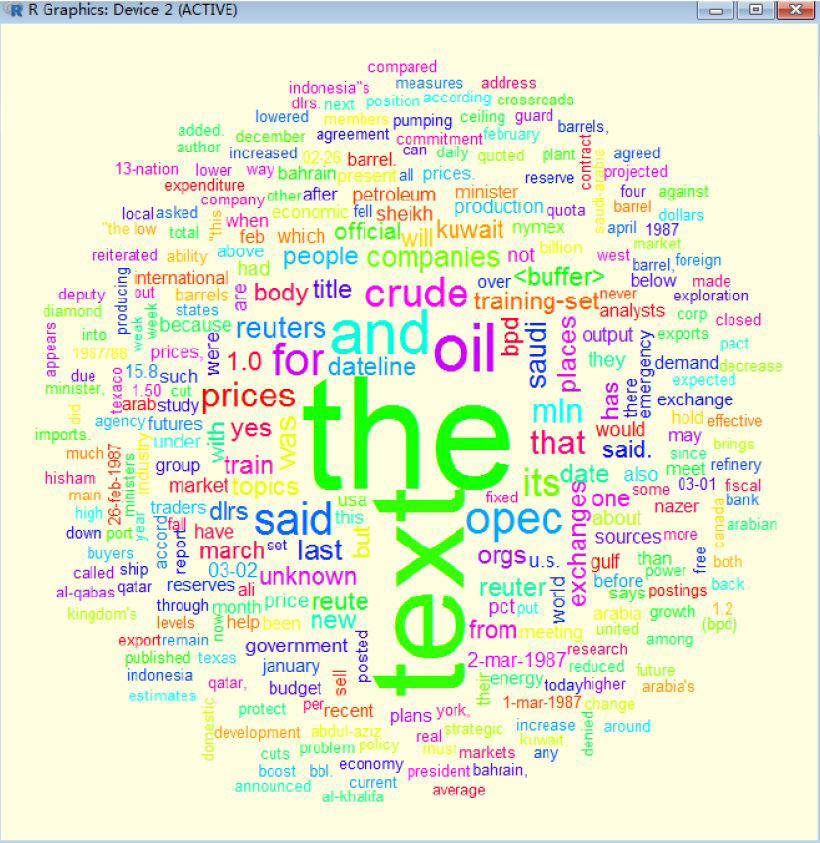 R Graphics: Device 2 (ACTIVE)
compared
indonesia"s measures address
dlrs. next position according crossroads
lowered members pumping ceiling guard
added. december agreement commitment february barrels,
author increased 02-26 barrel. can daily quoted plant contract agreed
13-nation lower way bahrain present all prices. reserve saudi-arabia projected
expenditure company other after petroleum minister four against
local asked "this economic fell sheikh production quota barrel dollars
"the low total when official will kuwait nymex april 1987
feb which billion market
reiterated ability above people companies not west barrel, foreign
had <buffer> below made
producing international are body title crude over never exploration
deputy out barrels training-set analysts corp
diamond weak week states closed
appears into because reuters and oil bpd saudi places output exports pact
1987/88 prices, were 1.0 for dateline they there emergency demand decrease
due 15.8 such expected
minister, texaco 1.50 cut prices the mln has exchange
did arab study hold effective
imports. agency futures with yes was that would may
under said. since brings
much 26-feb-1987 ministers industry group train its date also meet refinery
hisham market topics some 03-01 fiscal
main usa fixed one nazer canada bank
high year traders dlrs said this text opec exchanges about arabian
down port accord fall report have but sources more free
buyers march set last orgs u.s. gulf than both
called ship 03-02 unknown reuter world before power back
al-qabas qatar reserves ali says postings
kingdom's through month price reute pct put arabia growth 1.2
levels now help been new from meeting united among (bpd)
export remain government posted research
published texas january 2-mar-1987 reduced future
indonesia qatar, budget sell their energy today higher arabia's
estimates domestic protect per recent 1-mar-1987 change
plans york, denied
development abdul-aziz real strategic increase around
cuts problem policy must kuwait. any
boost bbl. economy president markets bahrain,
announced current
al-khalifa average